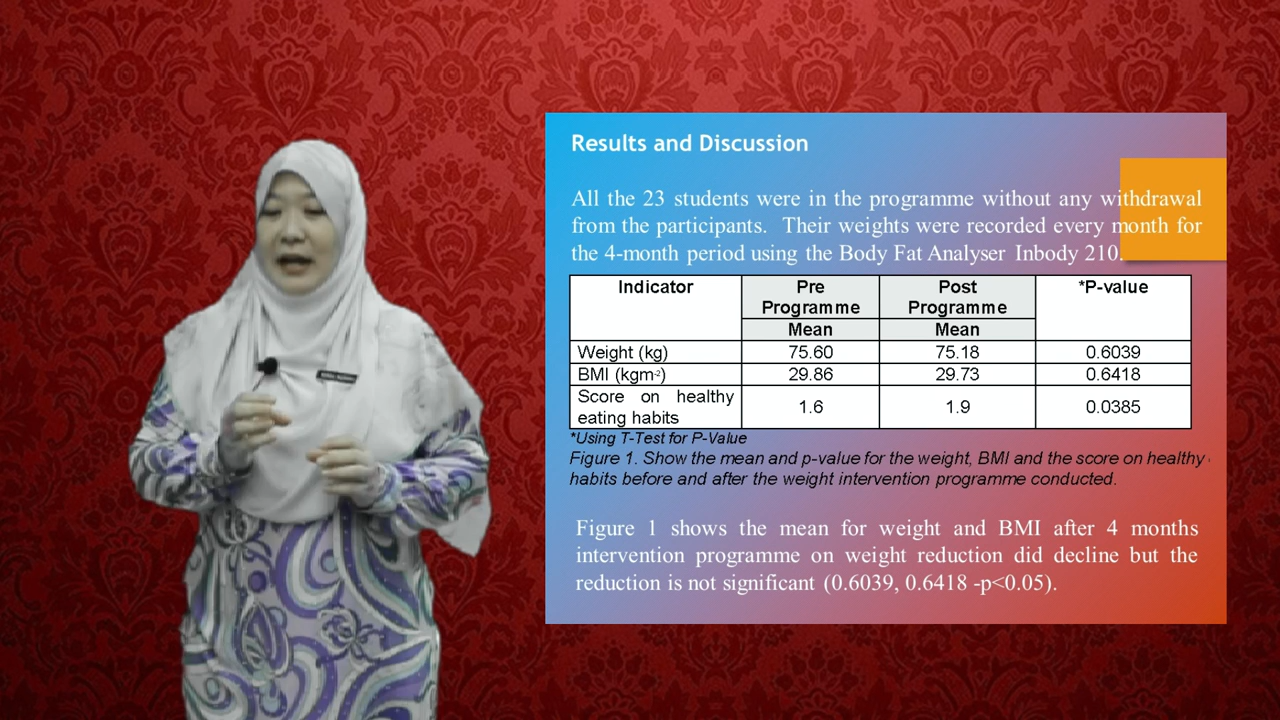 Results and Discussion
All the 23 students were in the programme without any withdrawal
from the participants. Their weights were recorded every month for
the 4-month period using the Body Fat Analyser Inbody 210.
Indicator Pre Programme Post Programme *P-value
Mean Mean
Weight (kg) 75.60 75.18 0.6039
BMI (kgm-2) 29.86 29.73 0.6418
Score on healthy eating habits 1.6 1.9 0.0385
*Using T-Test for P-Value
Figure 1. Show the mean and p-value for the weight, BMI and the score on healthy
habits before and after the weight intervention programme conducted.
Figure 1 shows the mean for weight and BMI after 4 months
intervention programme on weight reduction did decline but the
reduction is not significant (0.6039, 0.6418 -p<0.05).